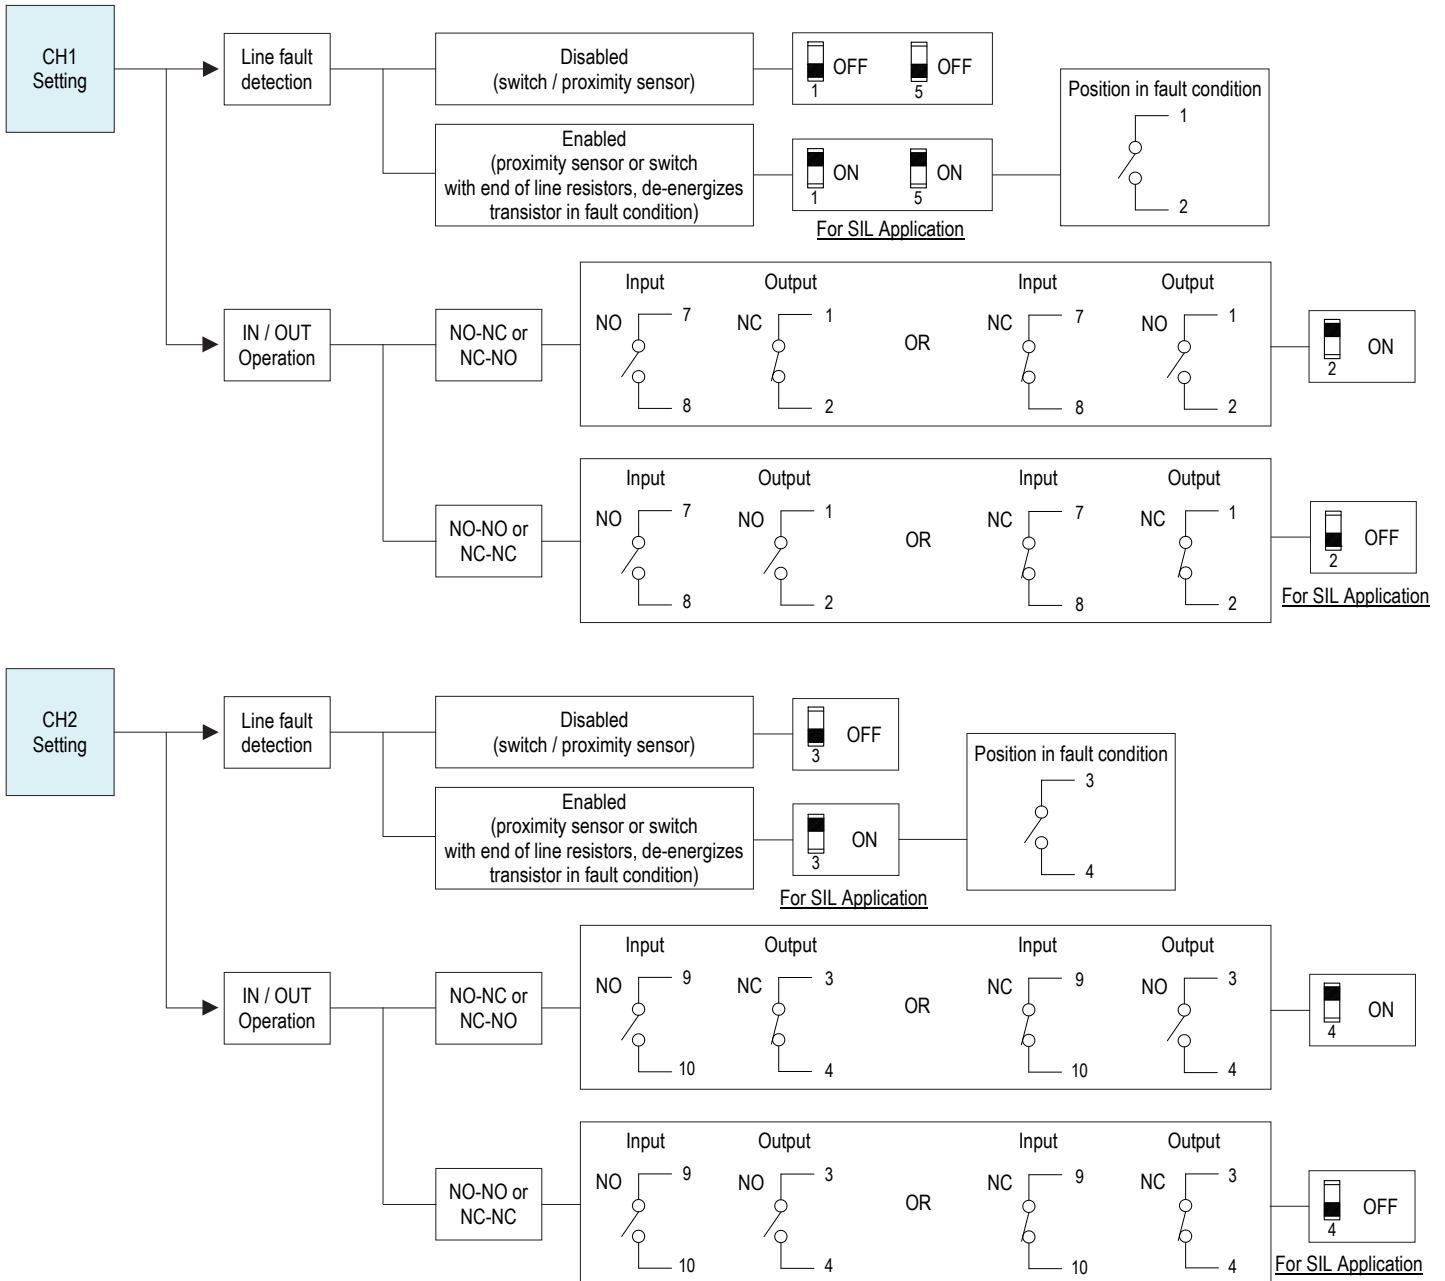 CH1
Setting
Line fault
detection
Disabled
(switch / proximity sensor)
OFF
1
OFF
5
Enabled
(proximity sensor or switch
with end of line resistors, de-energizes
transistor in fault condition)
ON
1
ON
5
For SIL Application
Position in fault condition
1
2
IN / OUT
Operation
NO-NC or
NC-NO
Input
NO
7
8
Output
NC
1
2
OR
Input
NC
7
8
Output
NO
1
2
ON
2
NO-NO or
NC-NC
Input
NO
7
8
Output
NO
1
2
OR
Input
NC
7
8
Output
NC
1
2
OFF
2
For SIL Application
CH2
Setting
Line fault
detection
Disabled
(switch / proximity sensor)
OFF
3
Enabled
(proximity sensor or switch
with end of line resistors, de-energizes
transistor in fault condition)
ON
3
For SIL Application
Position in fault condition
3
4
IN / OUT
Operation
NO-NC or
NC-NO
Input
NO
9
10
Output
NC
3
4
OR
Input
NC
9
10
Output
NO
3
4
ON
4
NO-NO or
NC-NC
Input
NO
9
10
Output
NO
3
4
OR
Input
NC
9
10
Output
NC
3
4
OFF
4
For SIL Application